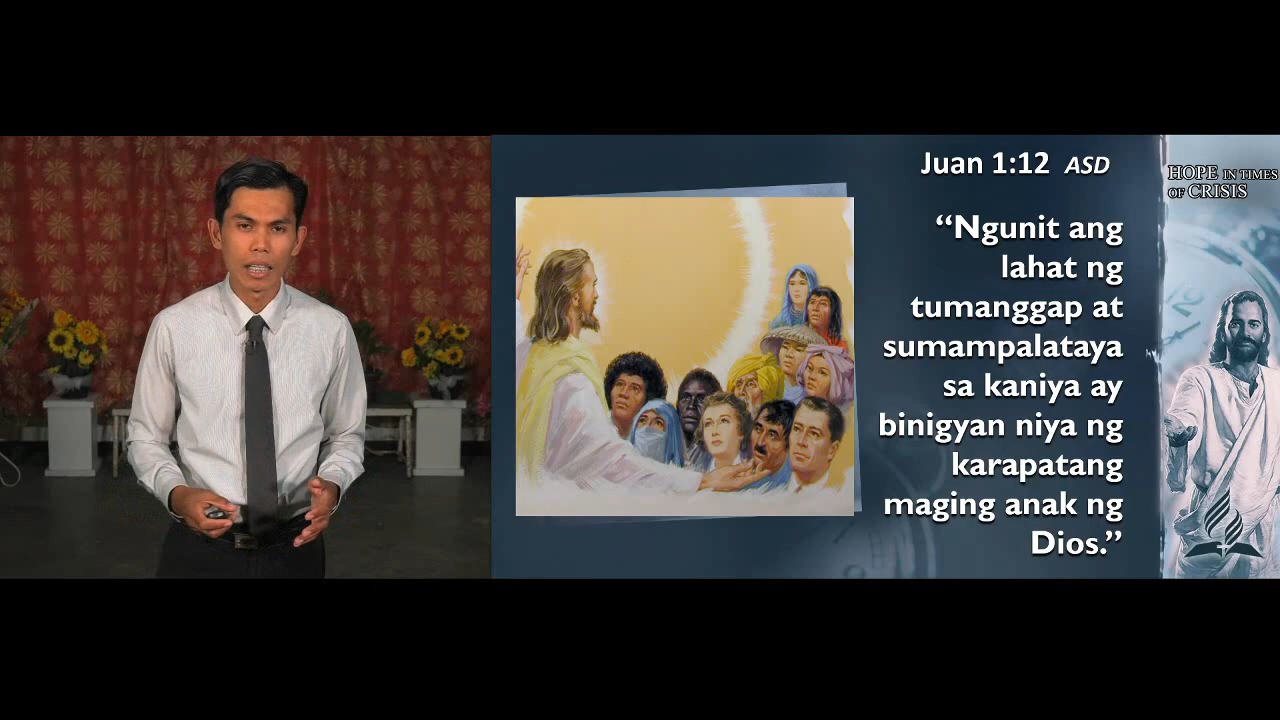 Juan 1:12 ASD
HOPE IN TIMES
OF CRISIS
“Ngunit ang
lahat ng
tumanggap at
sumampalataya
sa kaniya ay
binigyan niya ng
karapatang
maging anak ng
Dios.”